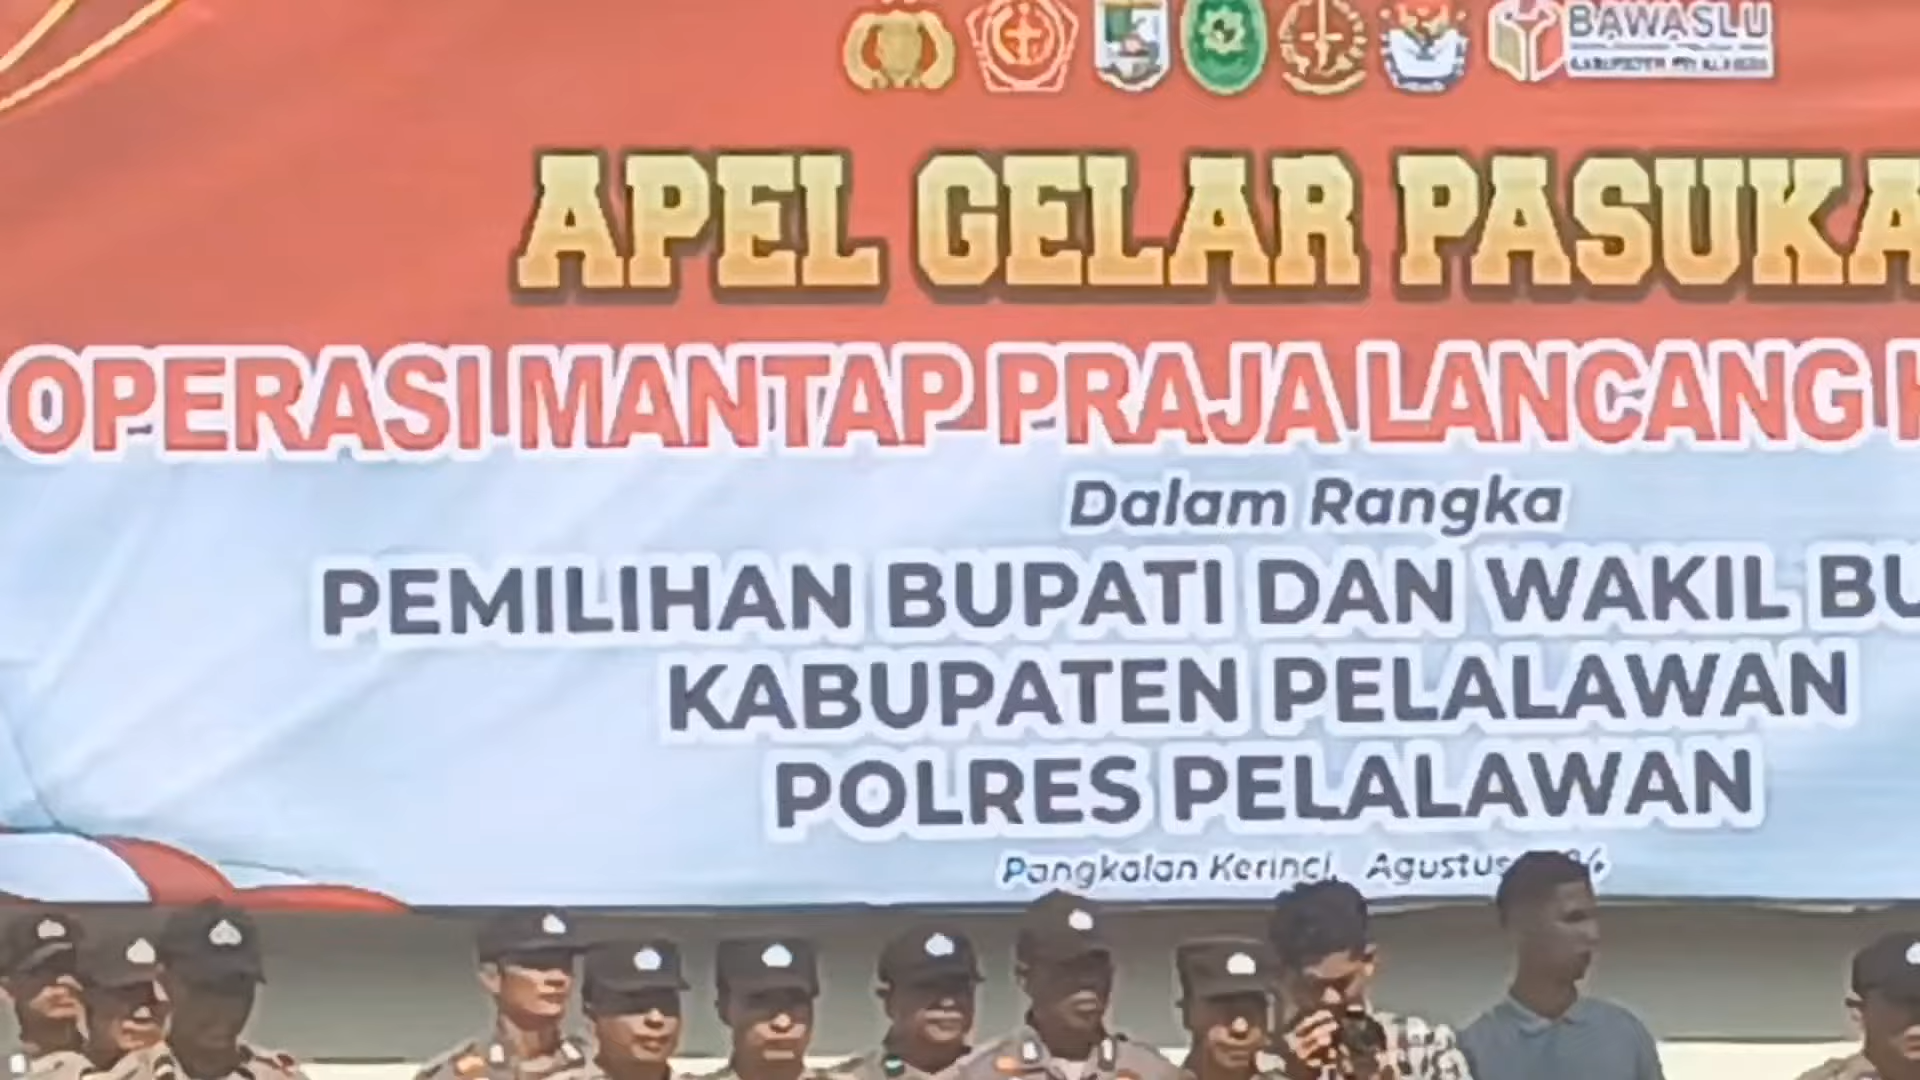 BAWASLU
APEL GELAR PASUKA
OPERASI MANTAP PRAJA LANCANG
Dalam Rangka
PEMILIHAN BUPATI DAN WAKIL BU
KABUPATEN PELALAWAN
POLRES PELALAWAN
Pangkalan Kerinci, Agustus